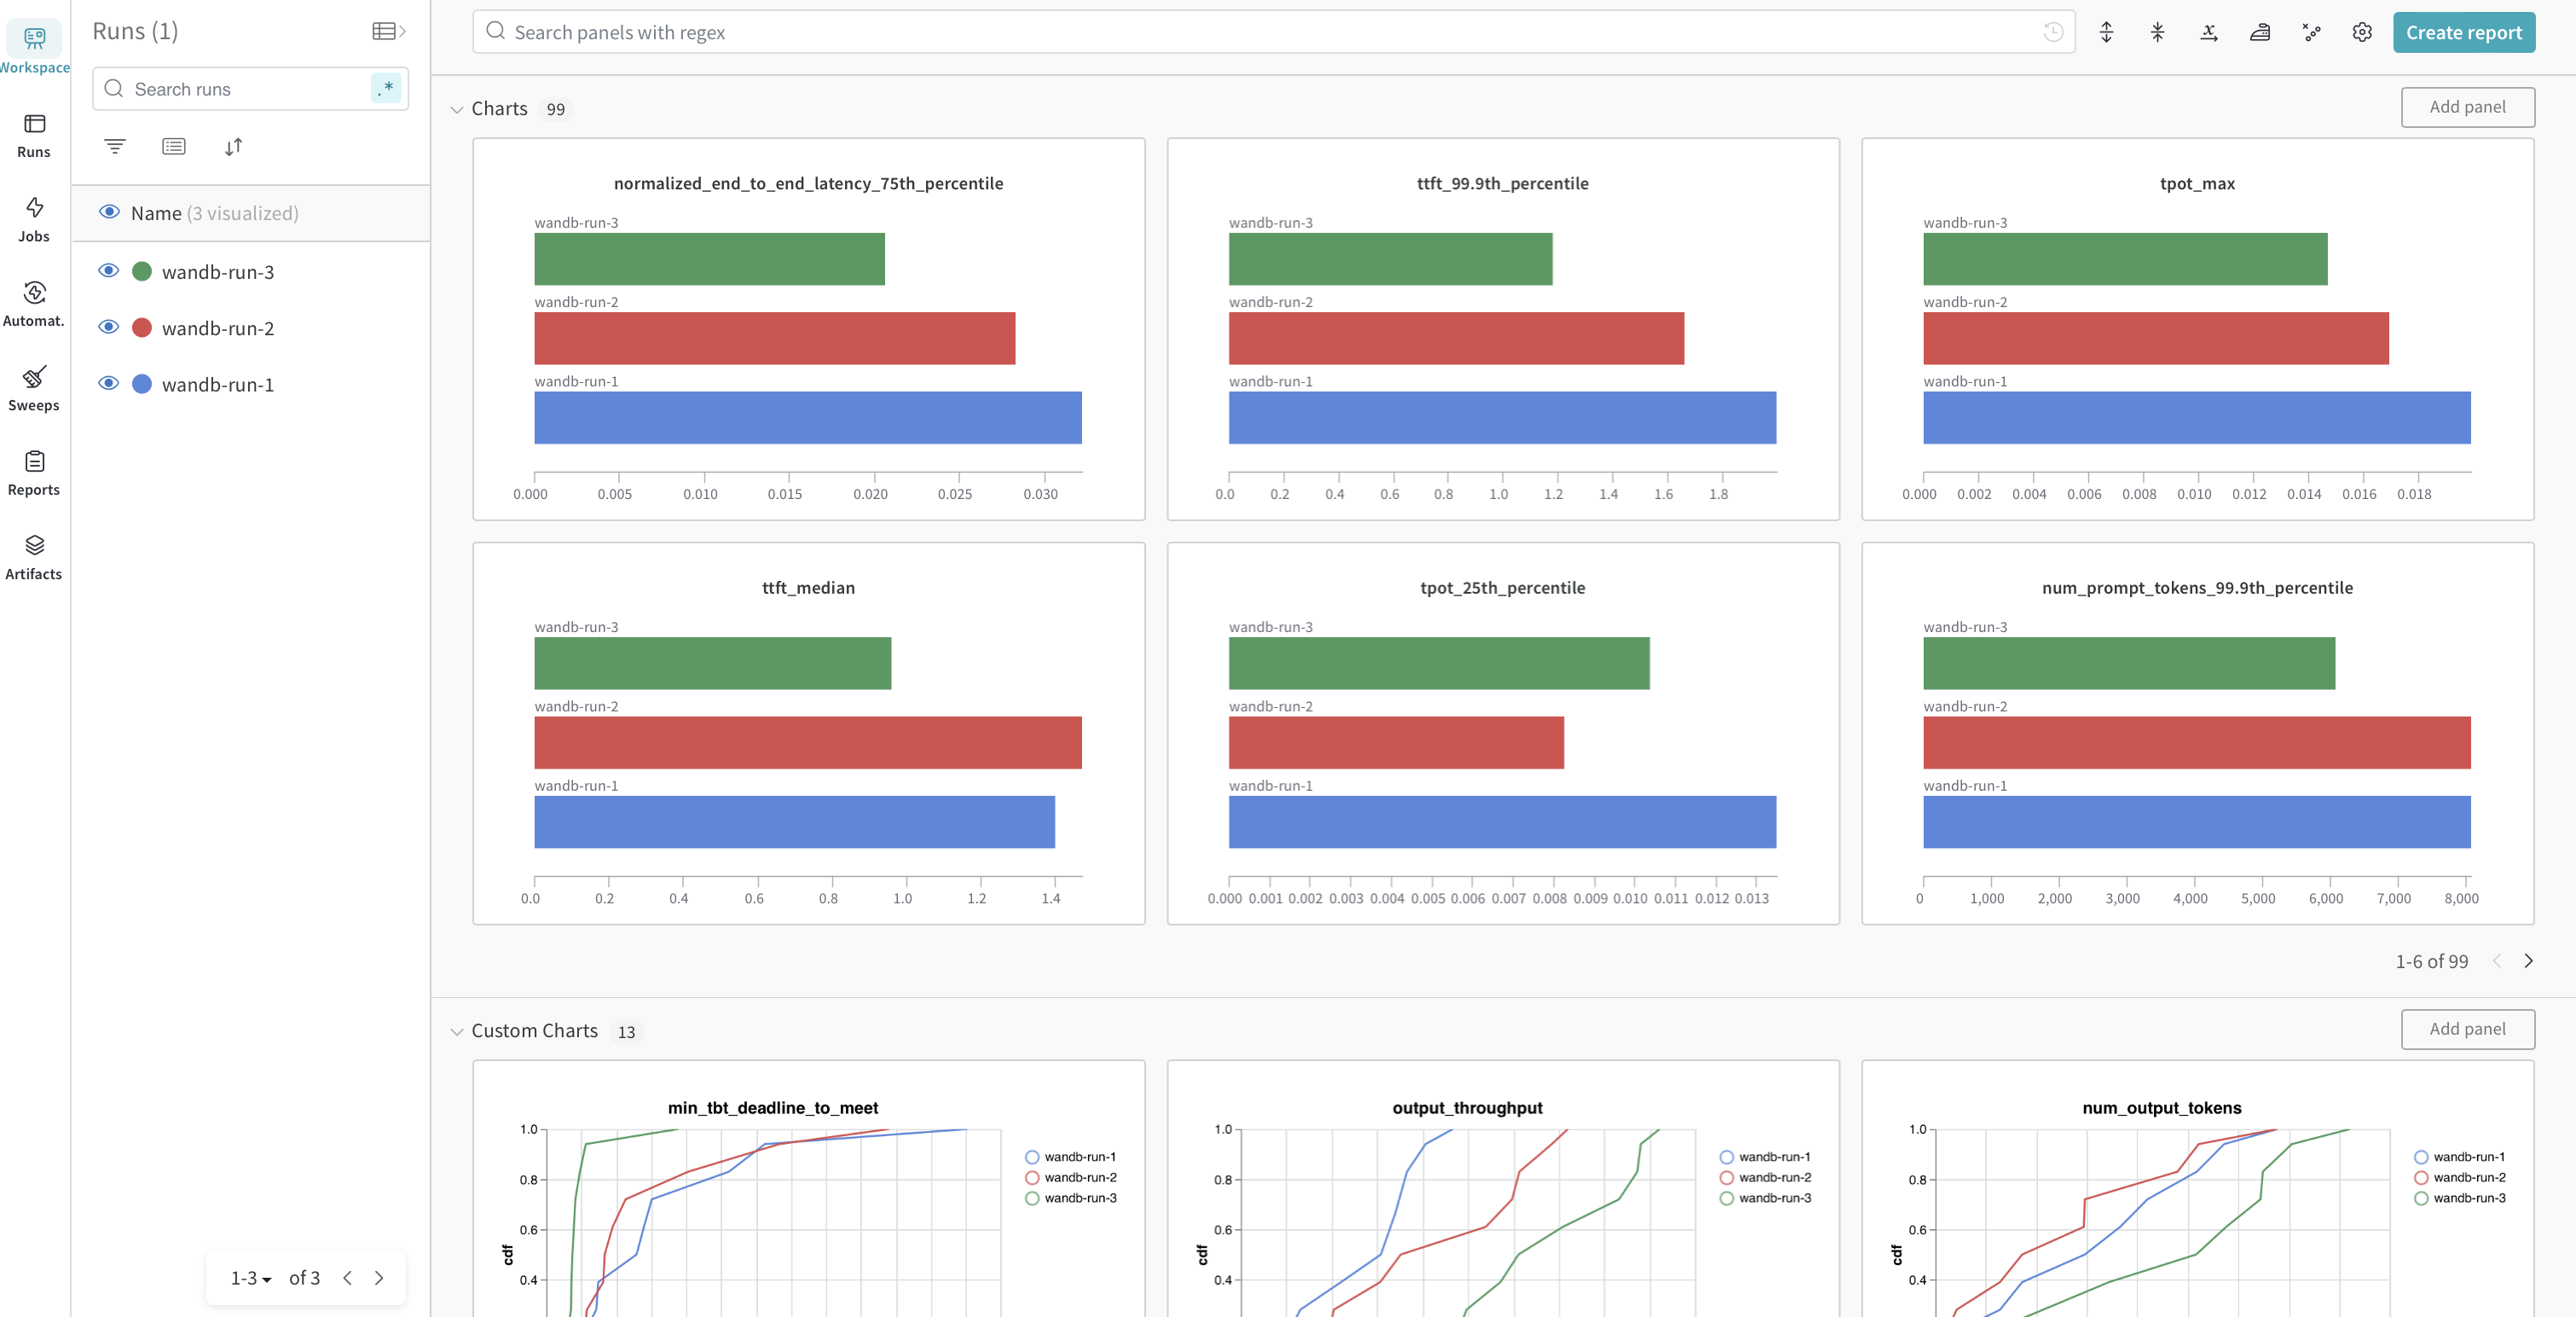 Workspace
Runs
Jobs
Automat.
Sweeps
Reports
Artifacts
Runs (1)
Search runs
.*
Name (3 visualized)
wandb-run-3
wandb-run-2
wandb-run-1
1-3 of 3
Search panels with regex
Create report
Charts 99
Add panel
normalized_end_to_end_latency_75th_percentile
wandb-run-3
wandb-run-2
wandb-run-1
0.000 0.005 0.010 0.015 0.020 0.025 0.030
ttft_99.9th_percentile
wandb-run-3
wandb-run-2
wandb-run-1
0.0 0.2 0.4 0.6 0.8 1.0 1.2 1.4 1.6 1.8
tpot_max
wandb-run-3
wandb-run-2
wandb-run-1
0.000 0.002 0.004 0.006 0.008 0.010 0.012 0.014 0.016 0.018
ttft_median
wandb-run-3
wandb-run-2
wandb-run-1
0.0 0.2 0.4 0.6 0.8 1.0 1.2 1.4
tpot_25th_percentile
wandb-run-3
wandb-run-2
wandb-run-1
0.000 0.001 0.002 0.003 0.004 0.005 0.006 0.007 0.008 0.009 0.010 0.011 0.012 0.013
num_prompt_tokens_99.9th_percentile
wandb-run-3
wandb-run-2
wandb-run-1
0 1,000 2,000 3,000 4,000 5,000 6,000 7,000 8,000
1-6 of 99
Custom Charts 13
Add panel
min_tbt_deadline_to_meet
1.0
0.8
0.6
0.4
cdf
wandb-run-1
wandb-run-2
wandb-run-3
output_throughput
1.0
0.8
0.6
0.4
cdf
wandb-run-1
wandb-run-2
wandb-run-3
num_output_tokens
1.0
0.8
0.6
0.4
cdf
wandb-run-1
wandb-run-2
wandb-run-3